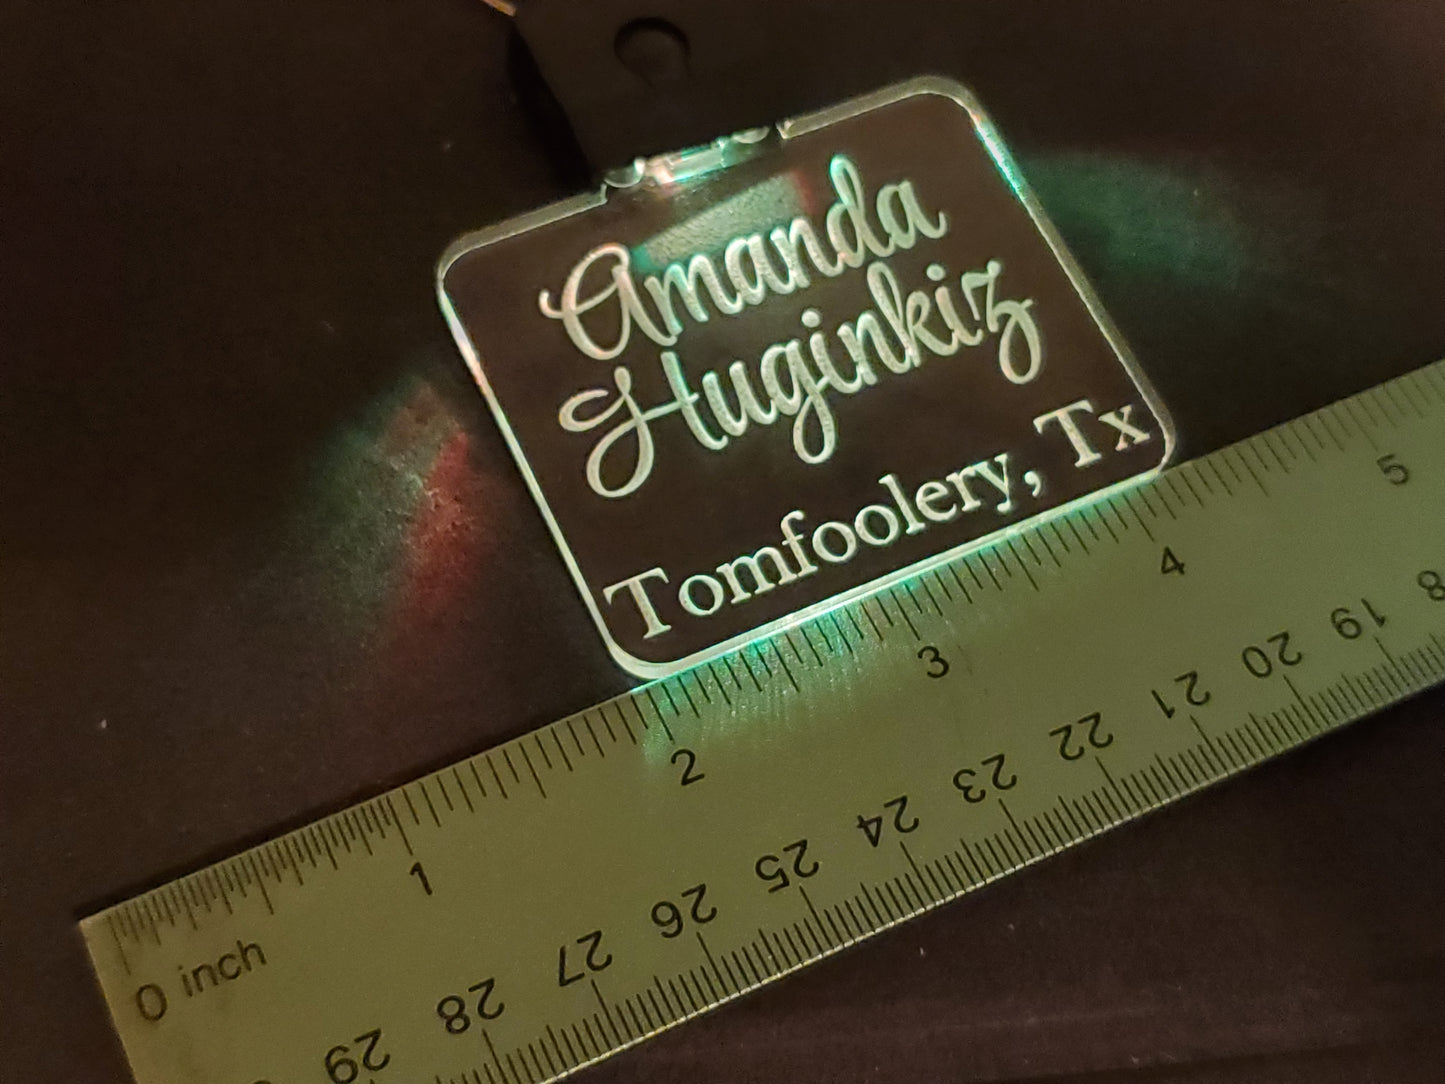 Amanda
Huginkiz
Tomfoolery, Tx
1 2 3 4 5
0 inch
29 28 27 26 25 24 23 22 21 20 19 18